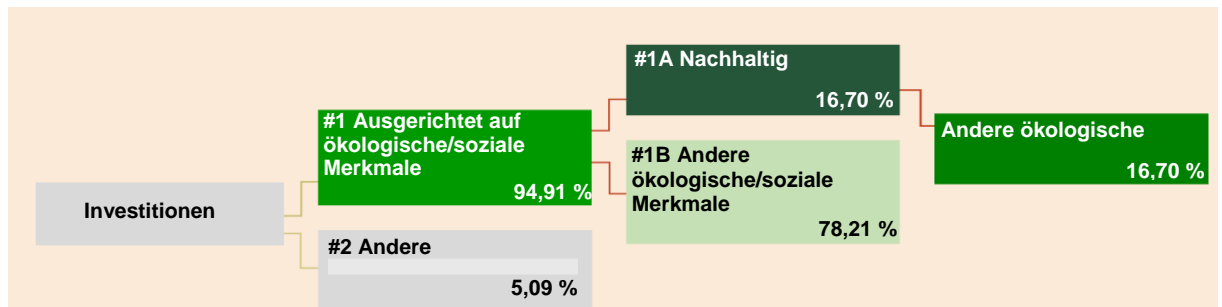 Investitionen
#1 Ausgerichtet auf
ökologische/soziale
Merkmale
94,91 %
#2 Andere
5,09 %
#1A Nachhaltig
16,70 %
#1B Andere
ökologische/soziale
Merkmale
78,21 %
Andere ökologische
16,70 %